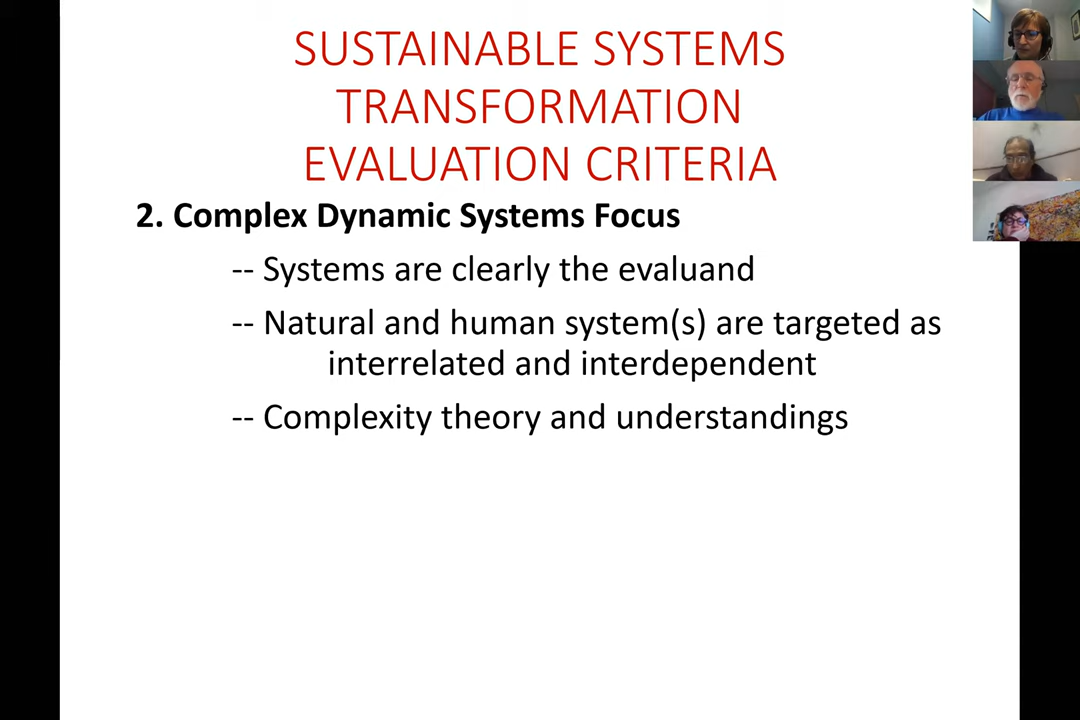 SUSTAINABLE SYSTEMS
TRANSFORMATION
EVALUATION CRITERIA
2. Complex Dynamic Systems Focus
-- Systems are clearly the evaluand
-- Natural and human system(s) are targeted as
interrelated and interdependent
-- Complexity theory and understandings